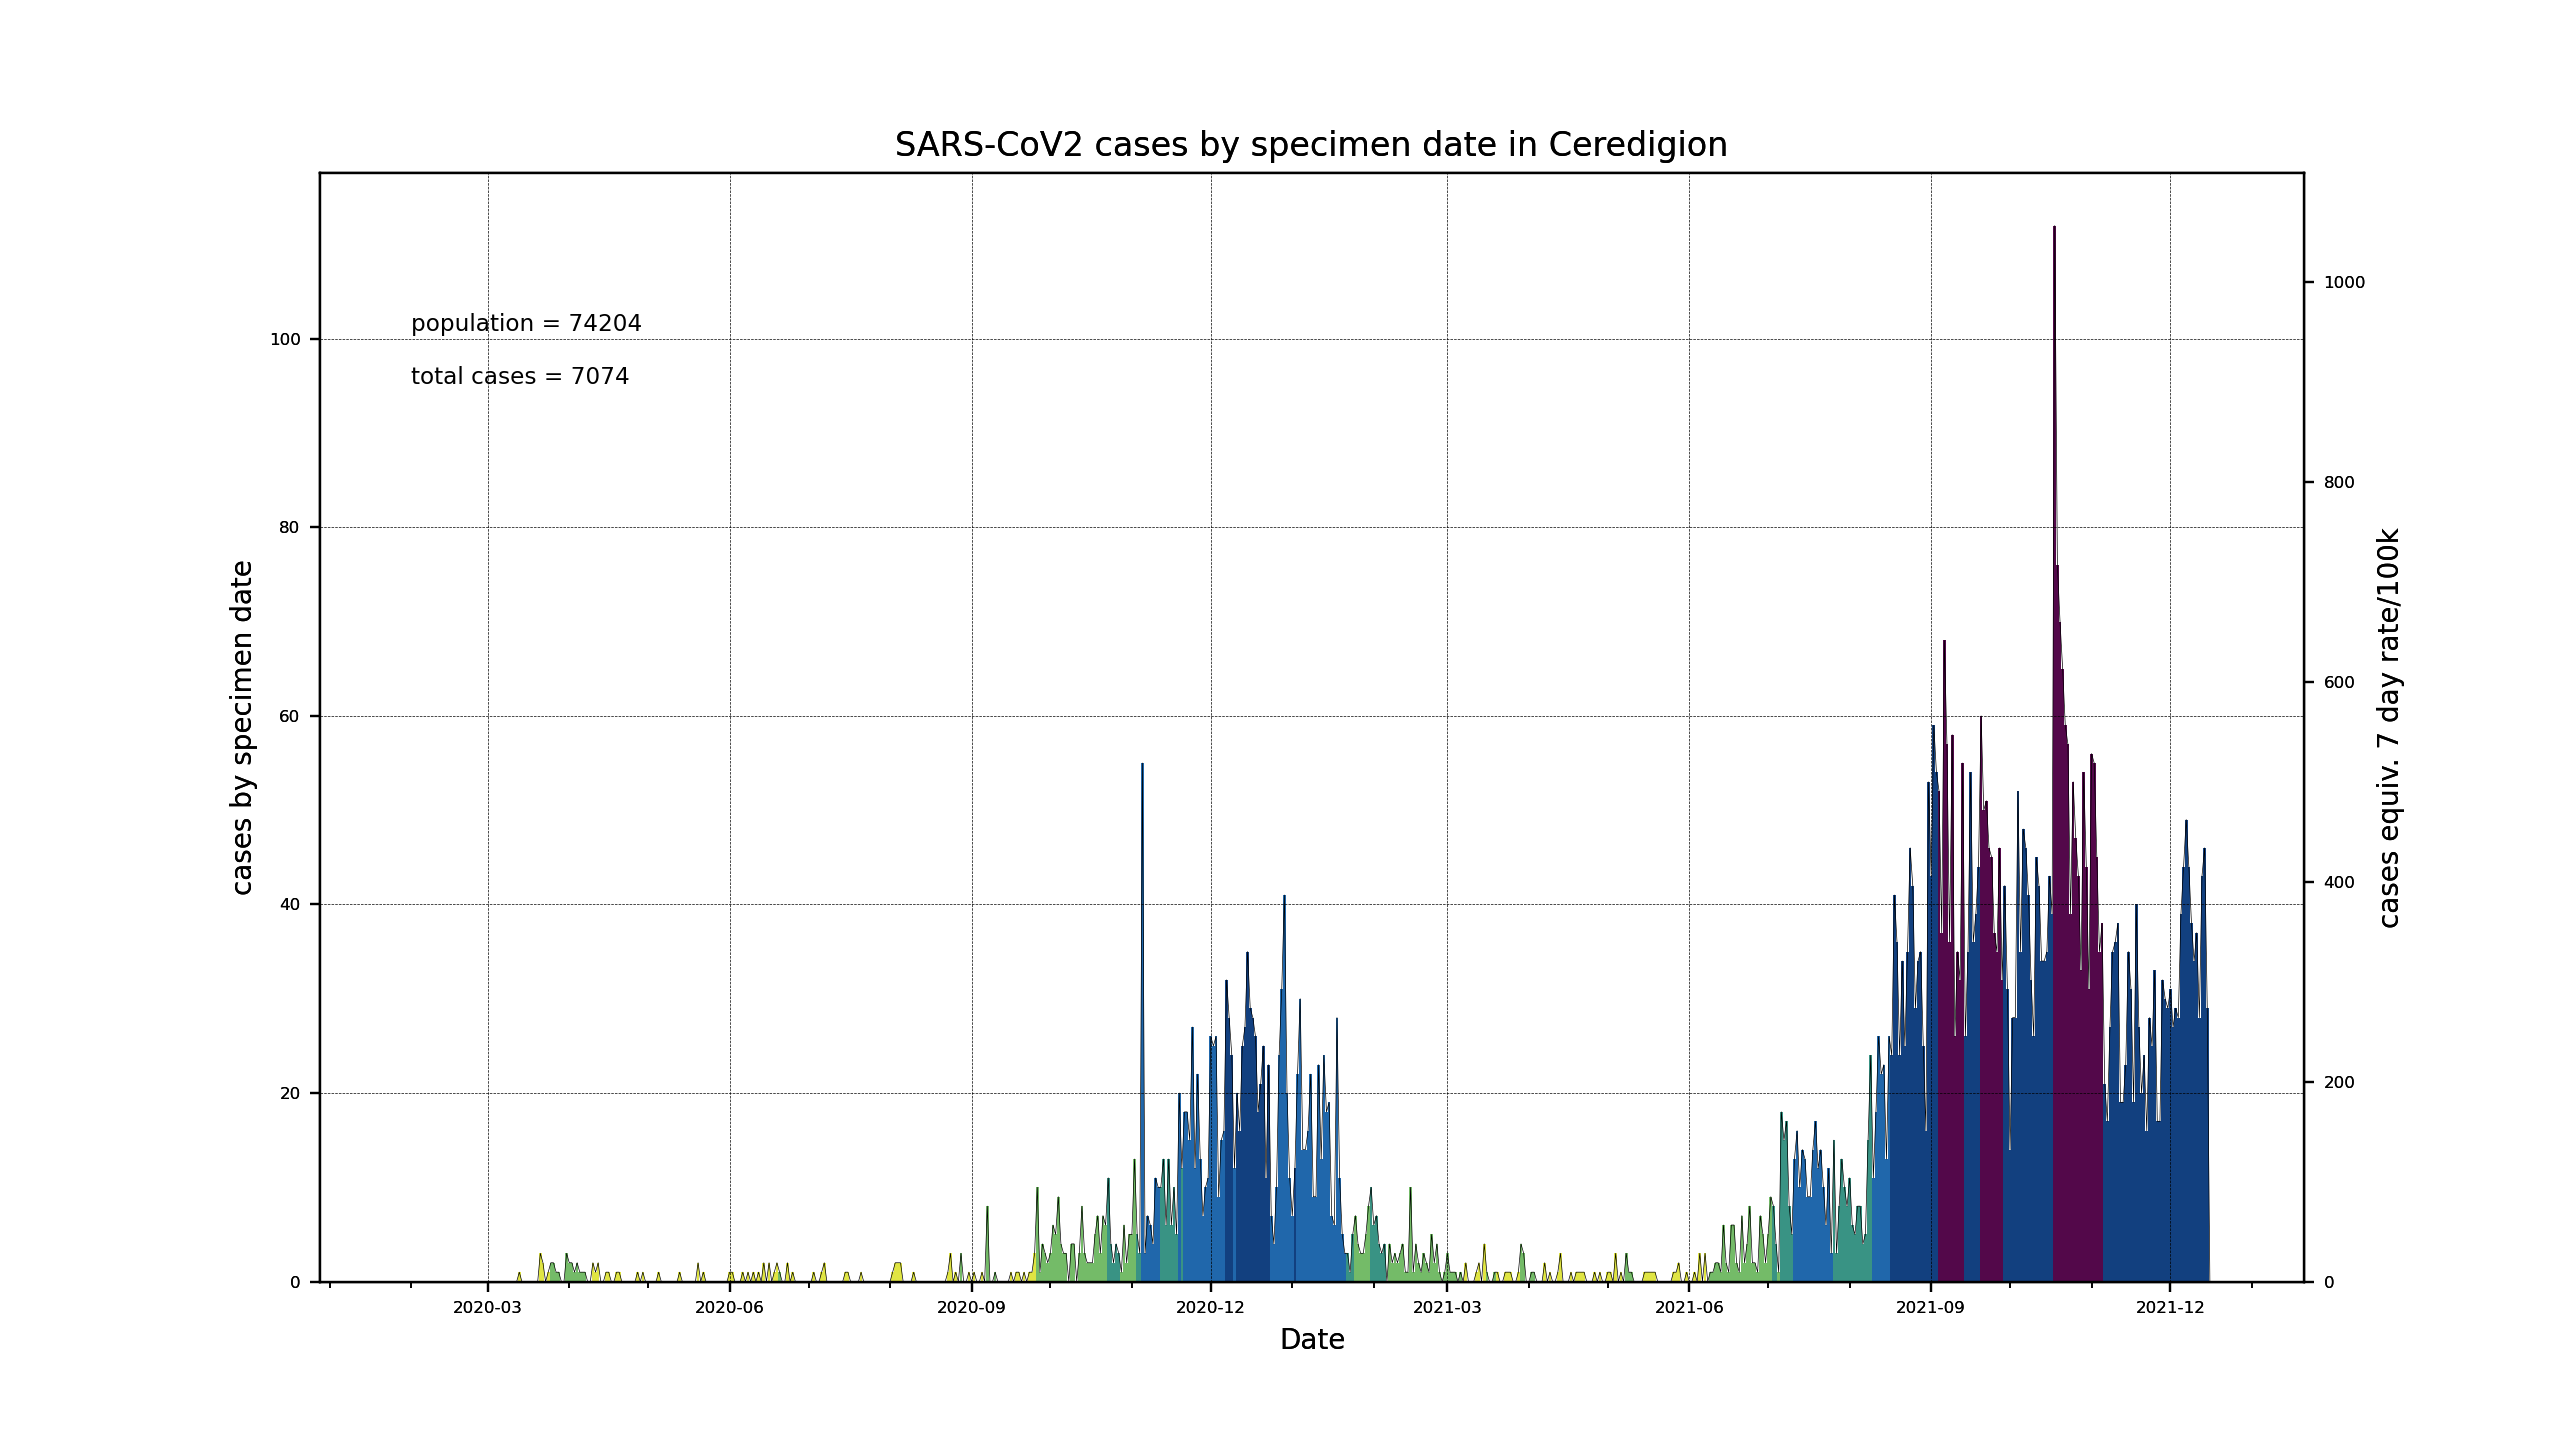 SARS-CoV2 cases by specimen date in Ceredigion
population = 74204
total cases = 7074
cases by specimen date
100
80
60
40
20
0
1000
800
600
400
200
0
cases equiv. 7 day rate/100k
2020-03 2020-06 2020-09 2020-12 2021-03 2021-06 2021-09 2021-12
Date